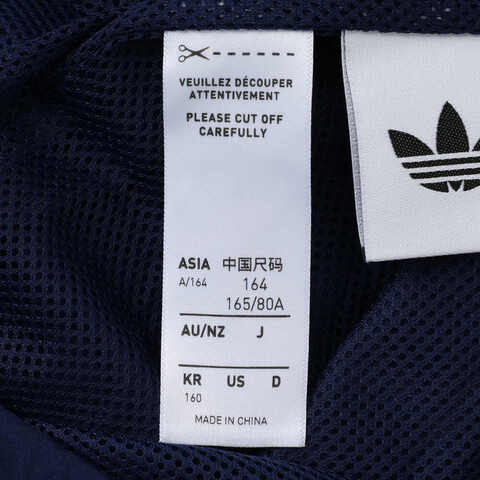 VEUILLEZ DÉCOUPER
ATTENTIVEMENT
PLEASE CUT OFF
CAREFULLY
ASIA 中国尺码
A/164 164
165/80A
AU/NZ J
KR US D
160
MADE IN CHINA